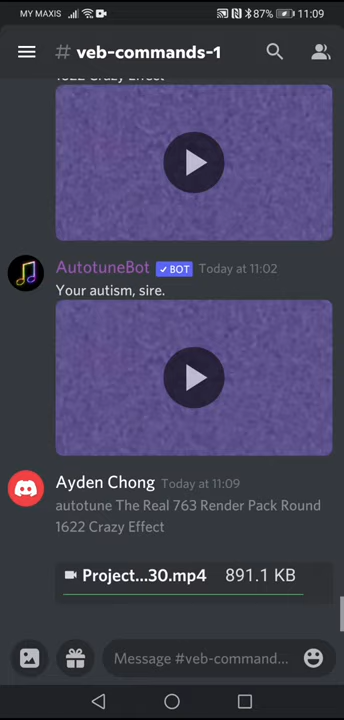 MY MAXIS 87% 11:09
# veb-commands-1
1622 Crazy Effect
AutotuneBot ✓ BOT Today at 11:02
Your autism, sire.
Ayden Chong Today at 11:09
autotune The Real 763 Render Pack Round
1622 Crazy Effect
Project...30.mp4 891.1 KB
Message #veb-command...